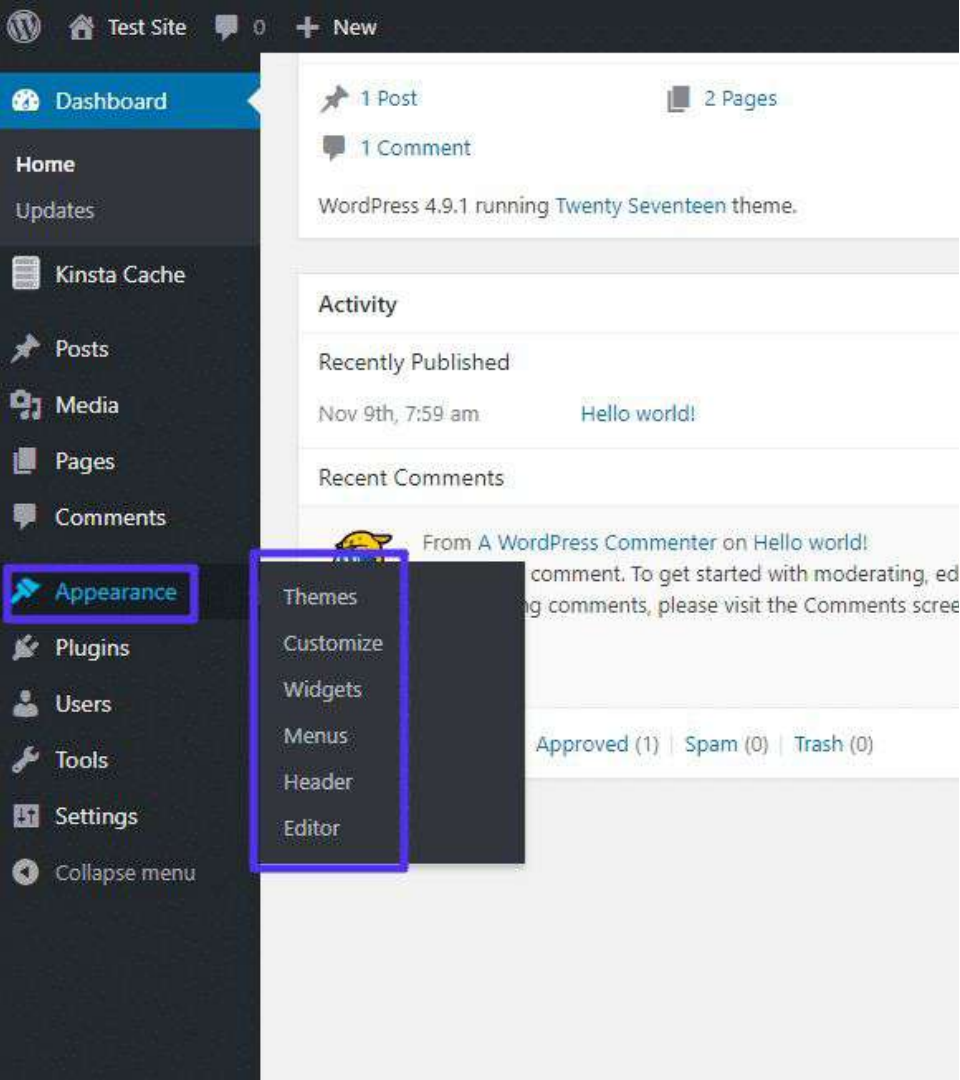 Test Site 0 New
Dashboard
Home
Updates
Kinsta Cache
Posts
Media
Pages
Comments
Appearance
Plugins
Users
Tools
Settings
Collapse menu
Themes
Customize
Widgets
Menus
Header
Editor
1 Post 2 Pages
1 Comment
WordPress 4.9.1 running Twenty Seventeen theme.
Activity
Recently Published
Nov 9th, 7:59 am Hello world!
Recent Comments
From A WordPress Commenter on Hello world!
comment. To get started with moderating, ed
comments, please visit the Comments scree
Approved (1) | Spam (0) | Trash (0)